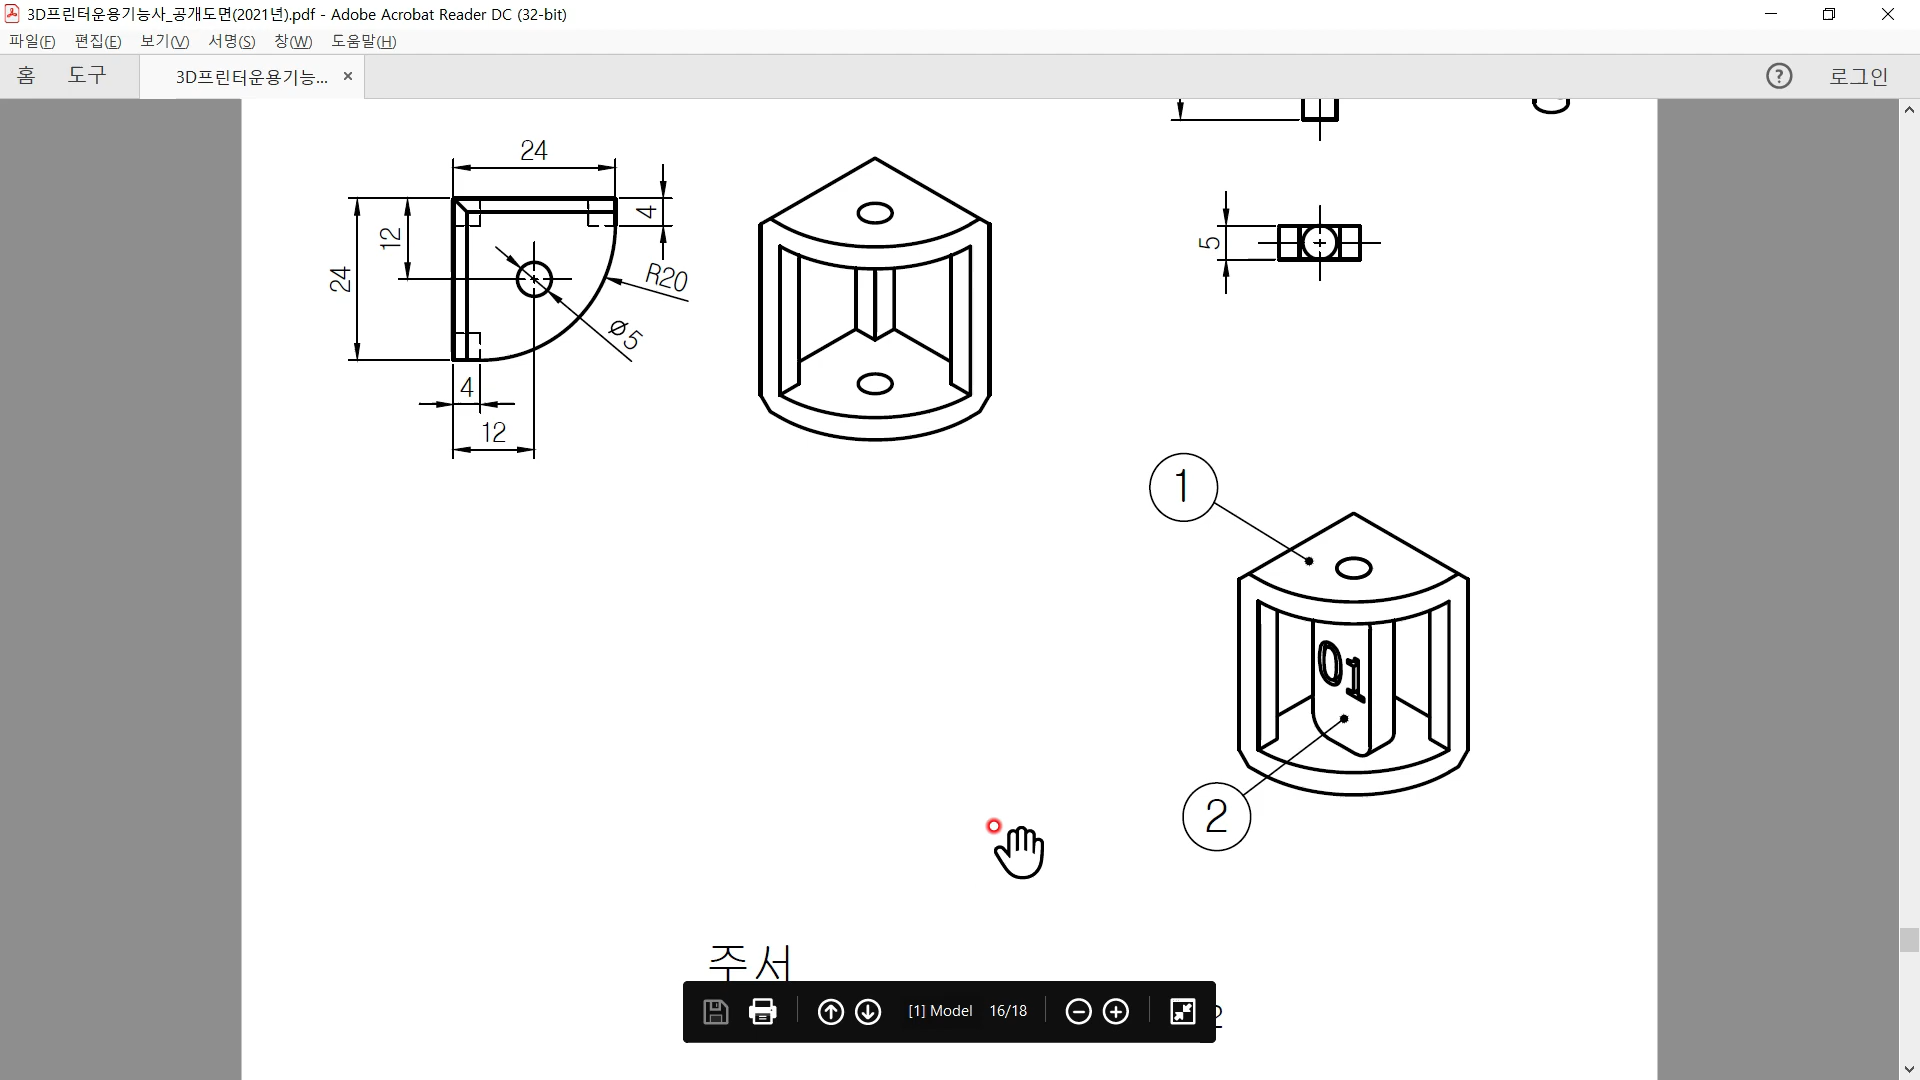 3D프린터운용기능사_공개도면(2021년).pdf - Adobe Acrobat Reader DC (32-bit)
파일(F) 편집(E) 보기(V) 서명(S) 창(W) 도움말(H)
홈 도구 3D프린터운용기능... × ? 로그인
24
4
12
24
R20
⌀5
4
12
5
1
01
2
주서
[1] Model 16/18
2